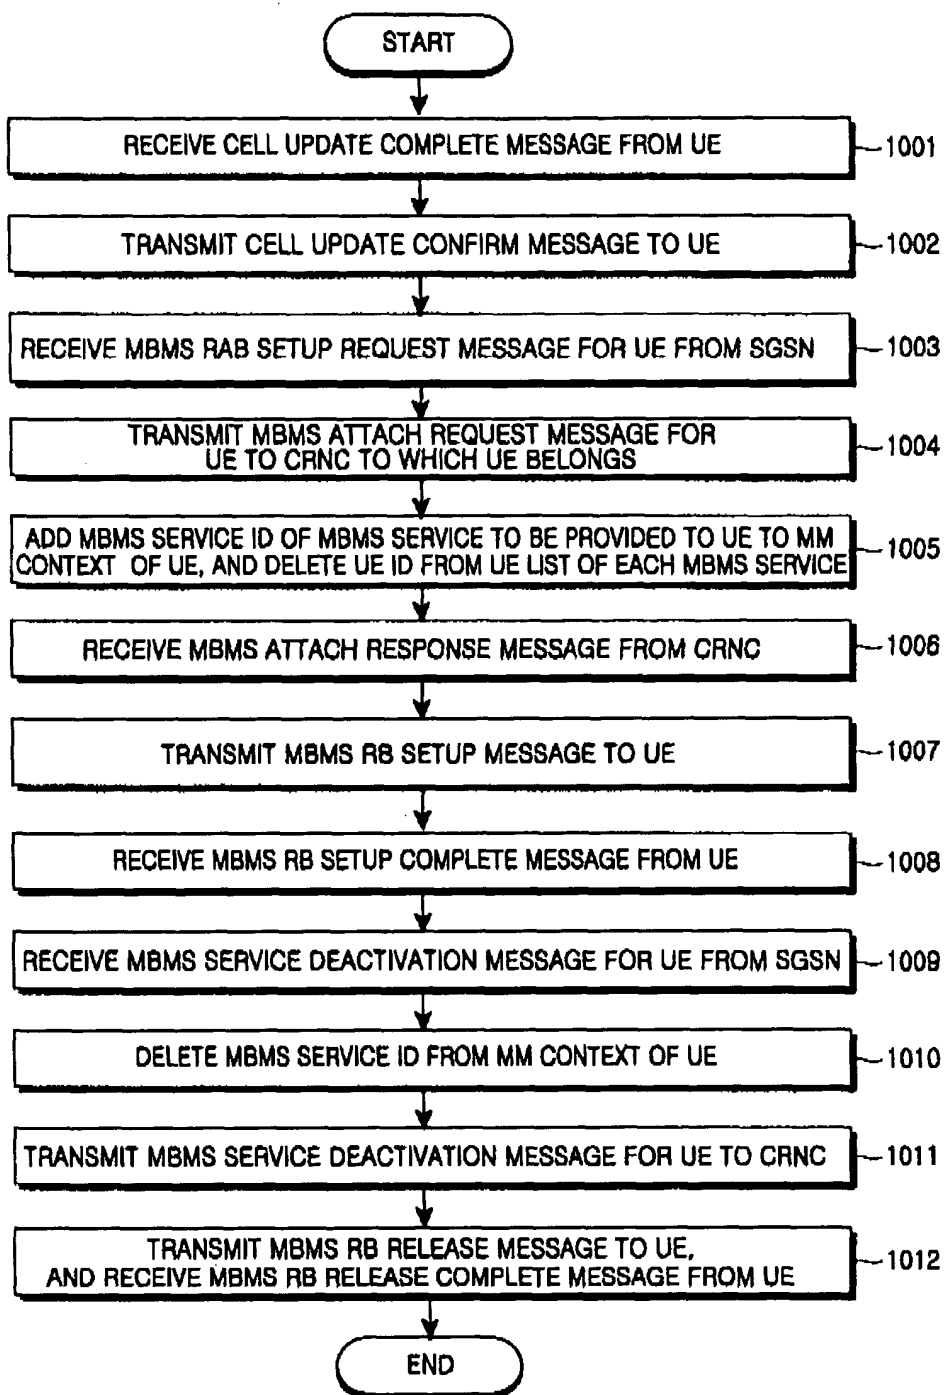 START
RECEIVE CELL UPDATE COMPLETE MESSAGE FROM UE
1001
TRANSMIT CELL UPDATE CONFIRM MESSAGE TO UE
1002
RECEIVE MBMS RAB SETUP REQUEST MESSAGE FOR UE FROM SGSN
1003
TRANSMIT MBMS ATTACH REQUEST MESSAGE FOR
UE TO CRNC TO WHICH UE BELONGS
1004
ADD MBMS SERVICE ID OF MBMS SERVICE TO BE PROVIDED TO UE TO MM
CONTEXT OF UE, AND DELETE UE ID FROM UE LIST OF EACH MBMS SERVICE
1005
RECEIVE MBMS ATTACH RESPONSE MESSAGE FROM CRNC
1006
TRANSMIT MBMS RB SETUP MESSAGE TO UE
1007
RECEIVE MBMS RB SETUP COMPLETE MESSAGE FROM UE
1008
RECEIVE MBMS SERVICE DEACTIVATION MESSAGE FOR UE FROM SGSN
1009
DELETE MBMS SERVICE ID FROM MM CONTEXT OF UE
1010
TRANSMIT MBMS SERVICE DEACTIVATION MESSAGE FOR UE TO CRNC
1011
TRANSMIT MBMS RB RELEASE MESSAGE TO UE,
AND RECEIVE MBMS RB RELEASE COMPLETE MESSAGE FROM UE
1012
END